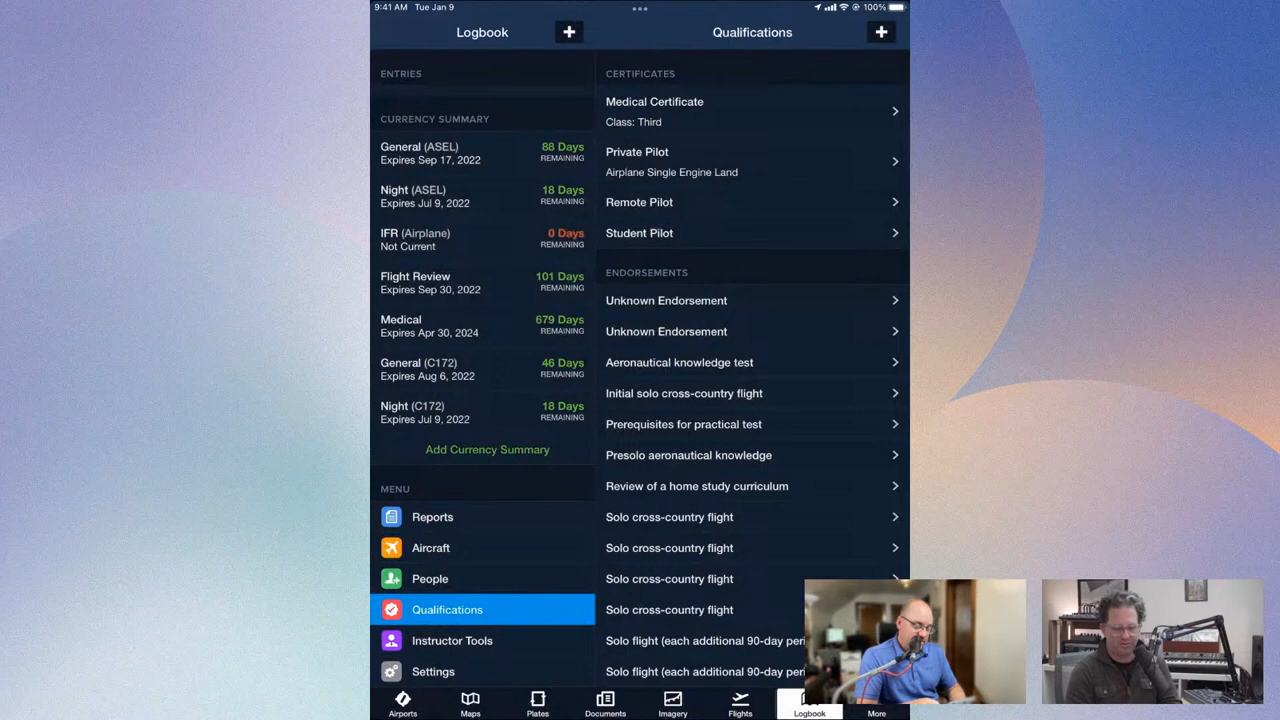 9:41 AM Tue Jan 9
100%
Logbook
ENTRIES
CURRENCY SUMMARY
General (ASEL) 88 Days
Expires Sep 17, 2022 REMAINING
Night (ASEL) 18 Days
Expires Jul 9, 2022 REMAINING
IFR (Airplane) 0 Days
Not Current REMAINING
Flight Review 101 Days
Expires Sep 30, 2022 REMAINING
Medical 679 Days
Expires Apr 30, 2024 REMAINING
General (C172) 46 Days
Expires Aug 6, 2022 REMAINING
Night (C172) 18 Days
Expires Jul 9, 2022 REMAINING
Add Currency Summary
MENU
Reports
Aircraft
People
Qualifications
Instructor Tools
Settings
Qualifications
CERTIFICATES
Medical Certificate
Class: Third
Private Pilot
Airplane Single Engine Land
Remote Pilot
Student Pilot
ENDORSEMENTS
Unknown Endorsement
Unknown Endorsement
Aeronautical knowledge test
Initial solo cross-country flight
Prerequisites for practical test
Presolo aeronautical knowledge
Review of a home study curriculum
Solo cross-country flight
Solo cross-country flight
Solo cross-country flight
Solo cross-country flight
Solo flight (each additional 90-day peri
Solo flight (each additional 90-day peri
Airports Maps Plates Documents Imagery Flights Logbook More